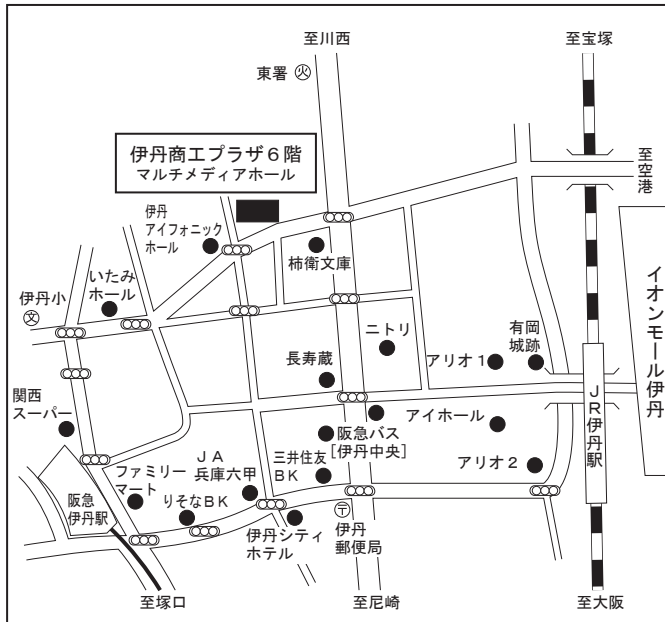 至川西
至宝塚
東署
火
至空港
伊丹商工プラザ6階
マルチメディアホール
伊丹
アイフォニック
ホール
柿衛文庫
いたみ
ホール
伊丹小
文
イオンモール伊丹
ニトリ
有岡
城跡
長寿蔵
アリオ1
関西
スーパー
JR伊丹駅
阪急バス
[伊丹中央]
アイホール
JA
兵庫六甲
三井住友
BK
アリオ2
ファミリー
マート
りそなBK
阪急
伊丹駅
伊丹シティ
ホテル
〒
伊丹
郵便局
至塚口
至尼崎
至大阪